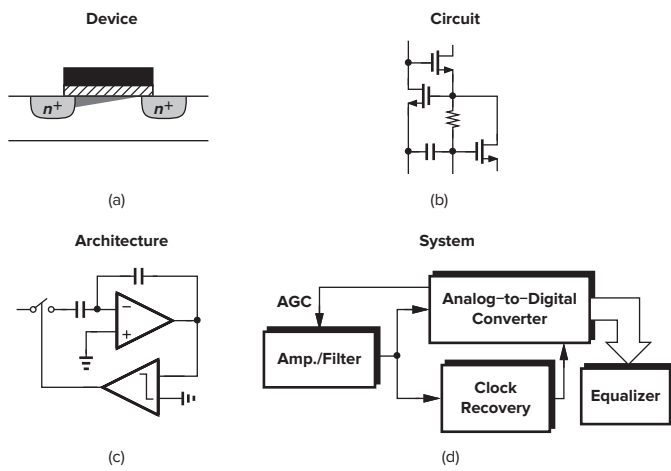 Device
Circuit
n+
n+
(a)
(b)
Architecture
System
−
+
(c)
AGC
Analog−to−Digital
Converter
Amp./Filter
Clock
Recovery
Equalizer
(d)